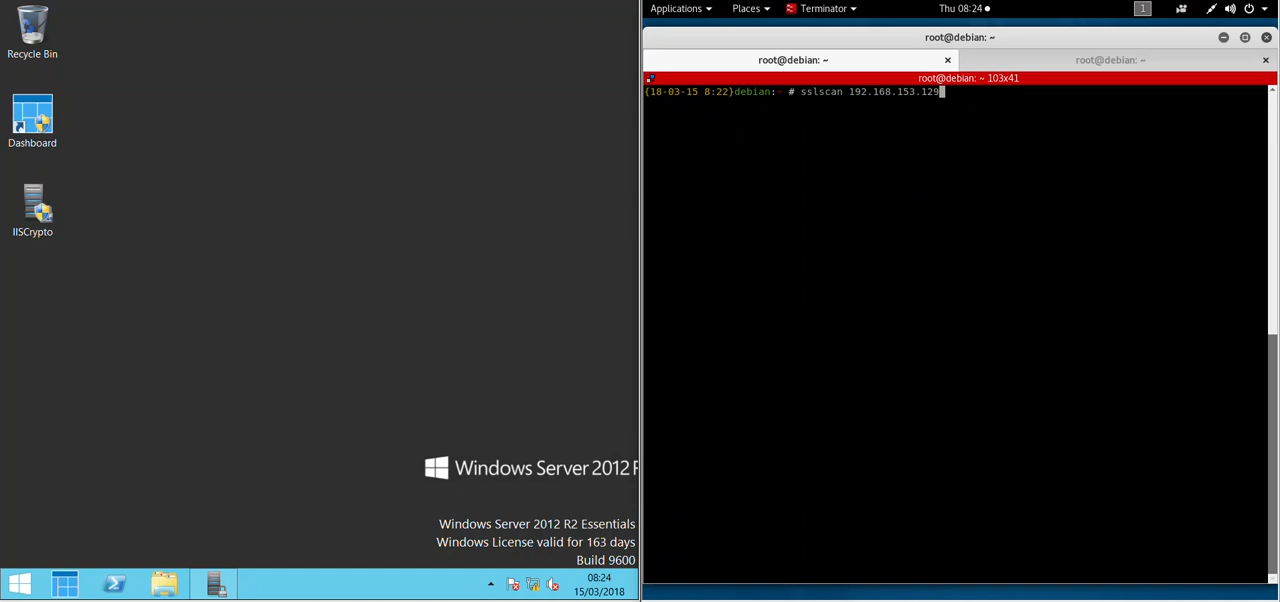 Recycle Bin
Dashboard
IISCrypto
Windows Server 2012 R
Windows Server 2012 R2 Essentials
Windows License valid for 163 days
Build 9600
08:24
15/03/2018
Applications Places Terminator Thu 08:24 1
root@debian: ~
root@debian: ~ root@debian: ~
root@debian: ~ 103x41
{18-03-15 8:22}debian:~ # sslscan 192.168.153.129